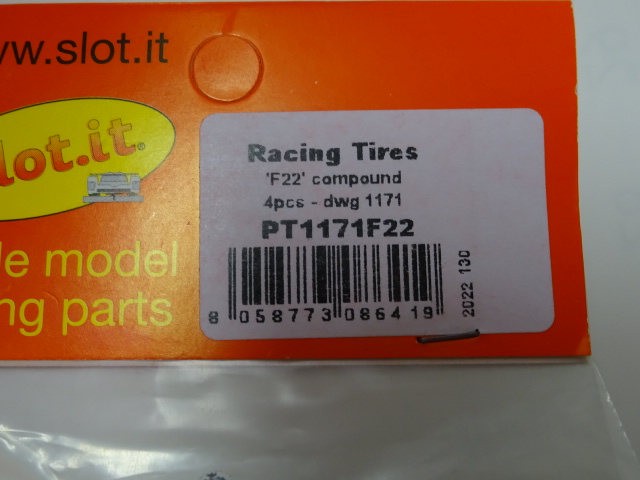 ww.slot.it
lot.it
Racing Tires
'F22' compound
4pcs - dwg 1171
PT1171F22
8 058773 086419
2022 130
le model
ng parts